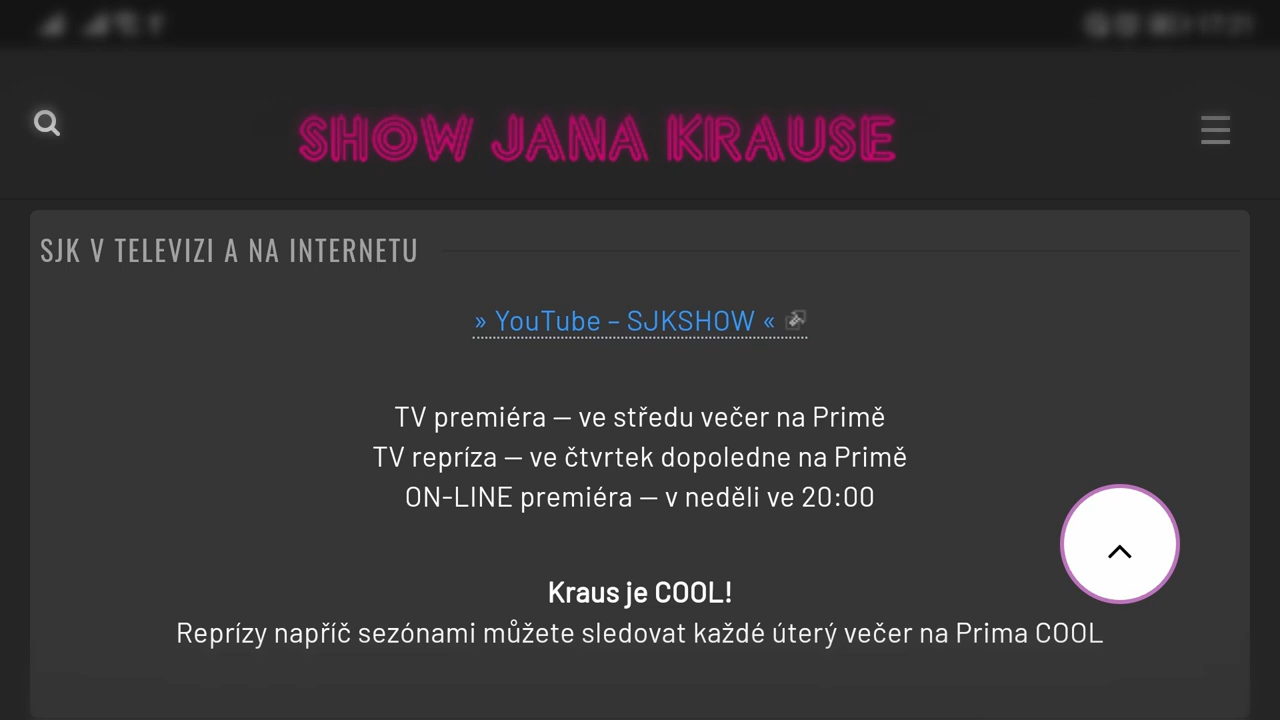 SHOW JANA KRAUSE
SJK V TELEVIZI A NA INTERNETU
» YouTube – SJKSHOW «
TV premiéra — ve středu večer na Primě
TV repríza — ve čtvrtek dopoledne na Primě
ON-LINE premiéra — v neděli ve 20:00
Kraus je COOL!
Reprízy napříč sezónami můžete sledovat každé úterý večer na Prima COOL